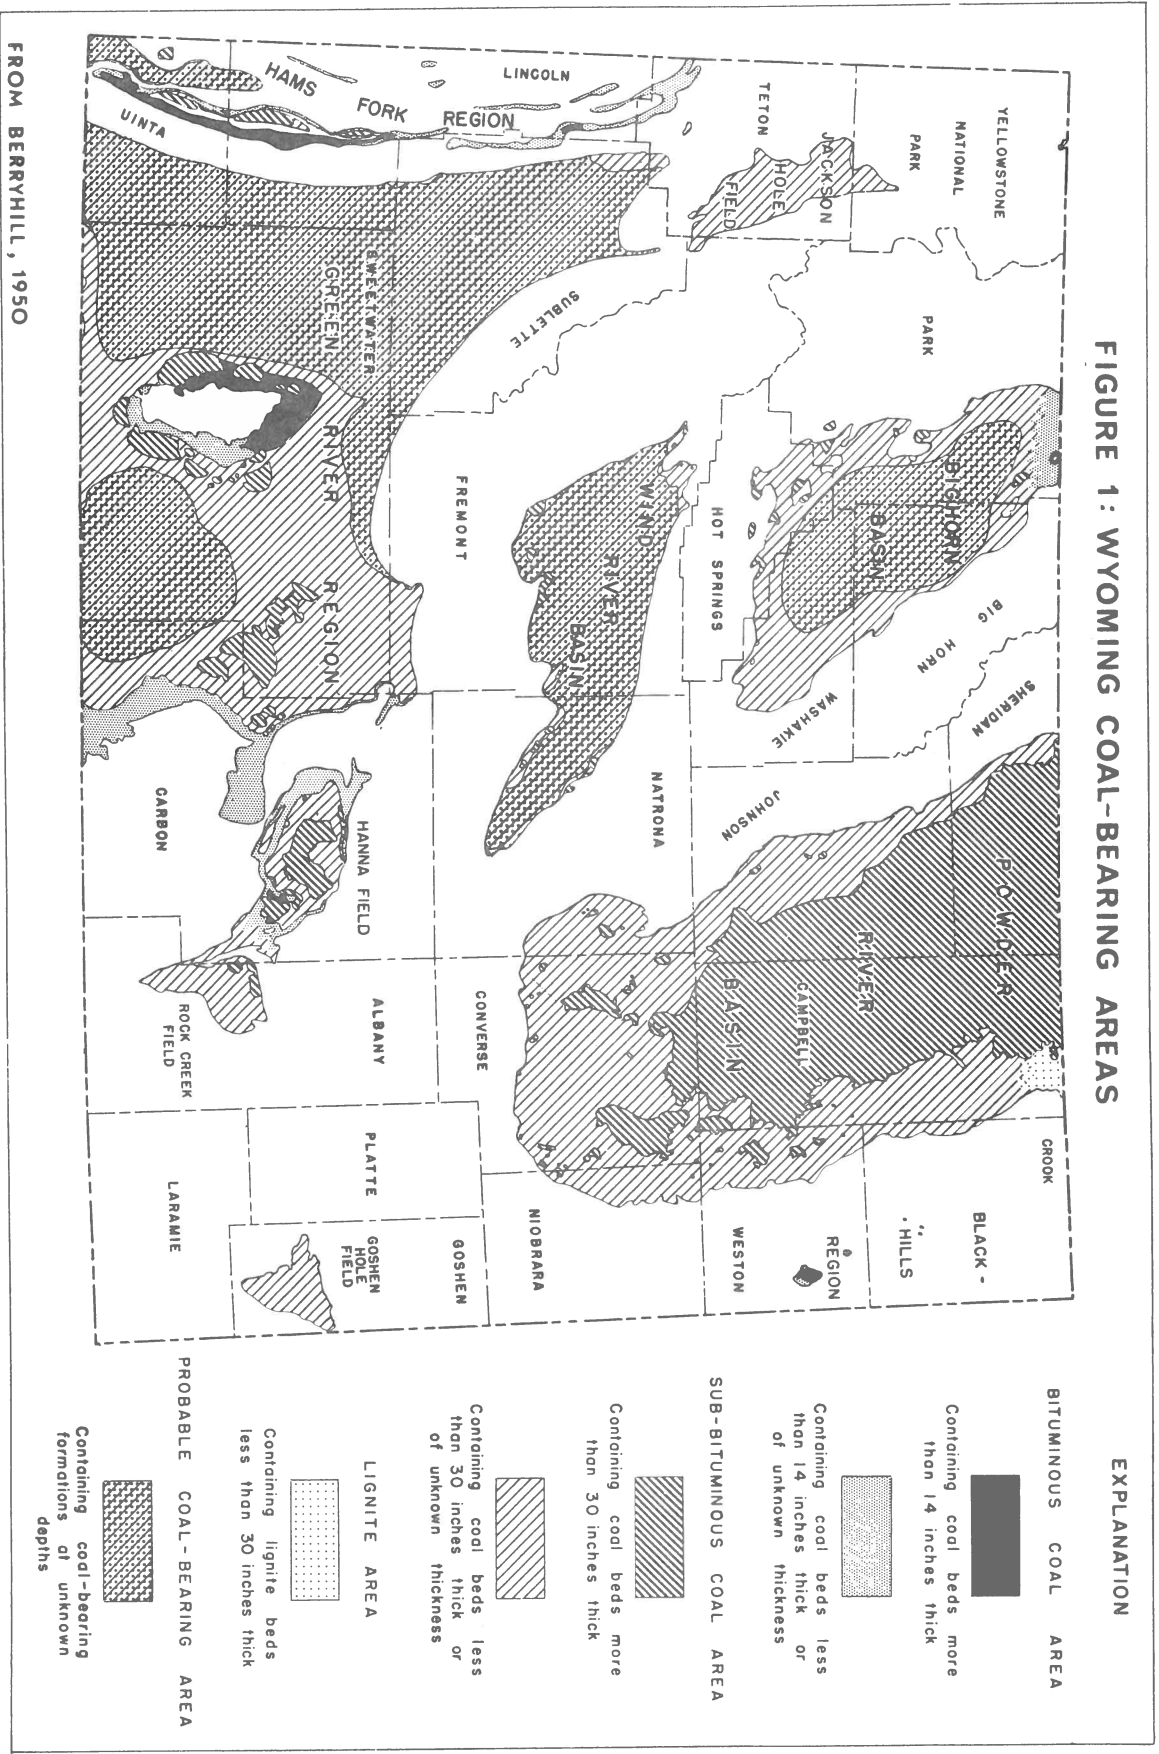 FIGURE 1: WYOMING COAL-BEARING AREAS
YELLOWSTONE
NATIONAL
PARK
TETON
JACKSON
HOLE
FIELD
PARK
BIGHORN
BASIN
BIG
HORN
SHERIDAN
POWDER
RIVER
BASIN
CAMPBELL
CROOK
BLACK -
HILLS
REGION
WESTON
JOHNSON
WASHAKIE
HOT SPRINGS
LINCOLN
HAMS
FORK
REGION
UINTA
SUBLETTE
SWEETWATER
GREEN
RIVER
REGION
FREMONT
WIND
RIVER
BASIN
NATRONA
CONVERSE
NIOBRARA
CARBON
HANNA FIELD
ALBANY
ROCK CREEK
FIELD
PLATTE
GOSHEN
GOSHEN
HOLE
FIELD
LARAMIE
EXPLANATION
BITUMINOUS COAL AREA
Containing coal beds more
than 14 inches thick
Containing coal beds less
than 14 inches thick or
of unknown thickness
SUB-BITUMINOUS COAL AREA
Containing coal beds more
than 30 inches thick
Containing coal beds less
than 30 inches thick or
of unknown thickness
LIGNITE AREA
Containing lignite beds
less than 30 inches thick
PROBABLE COAL-BEARING AREA
Containing coal-bearing
formations at unknown
depths
FROM BERRYHILL, 1950